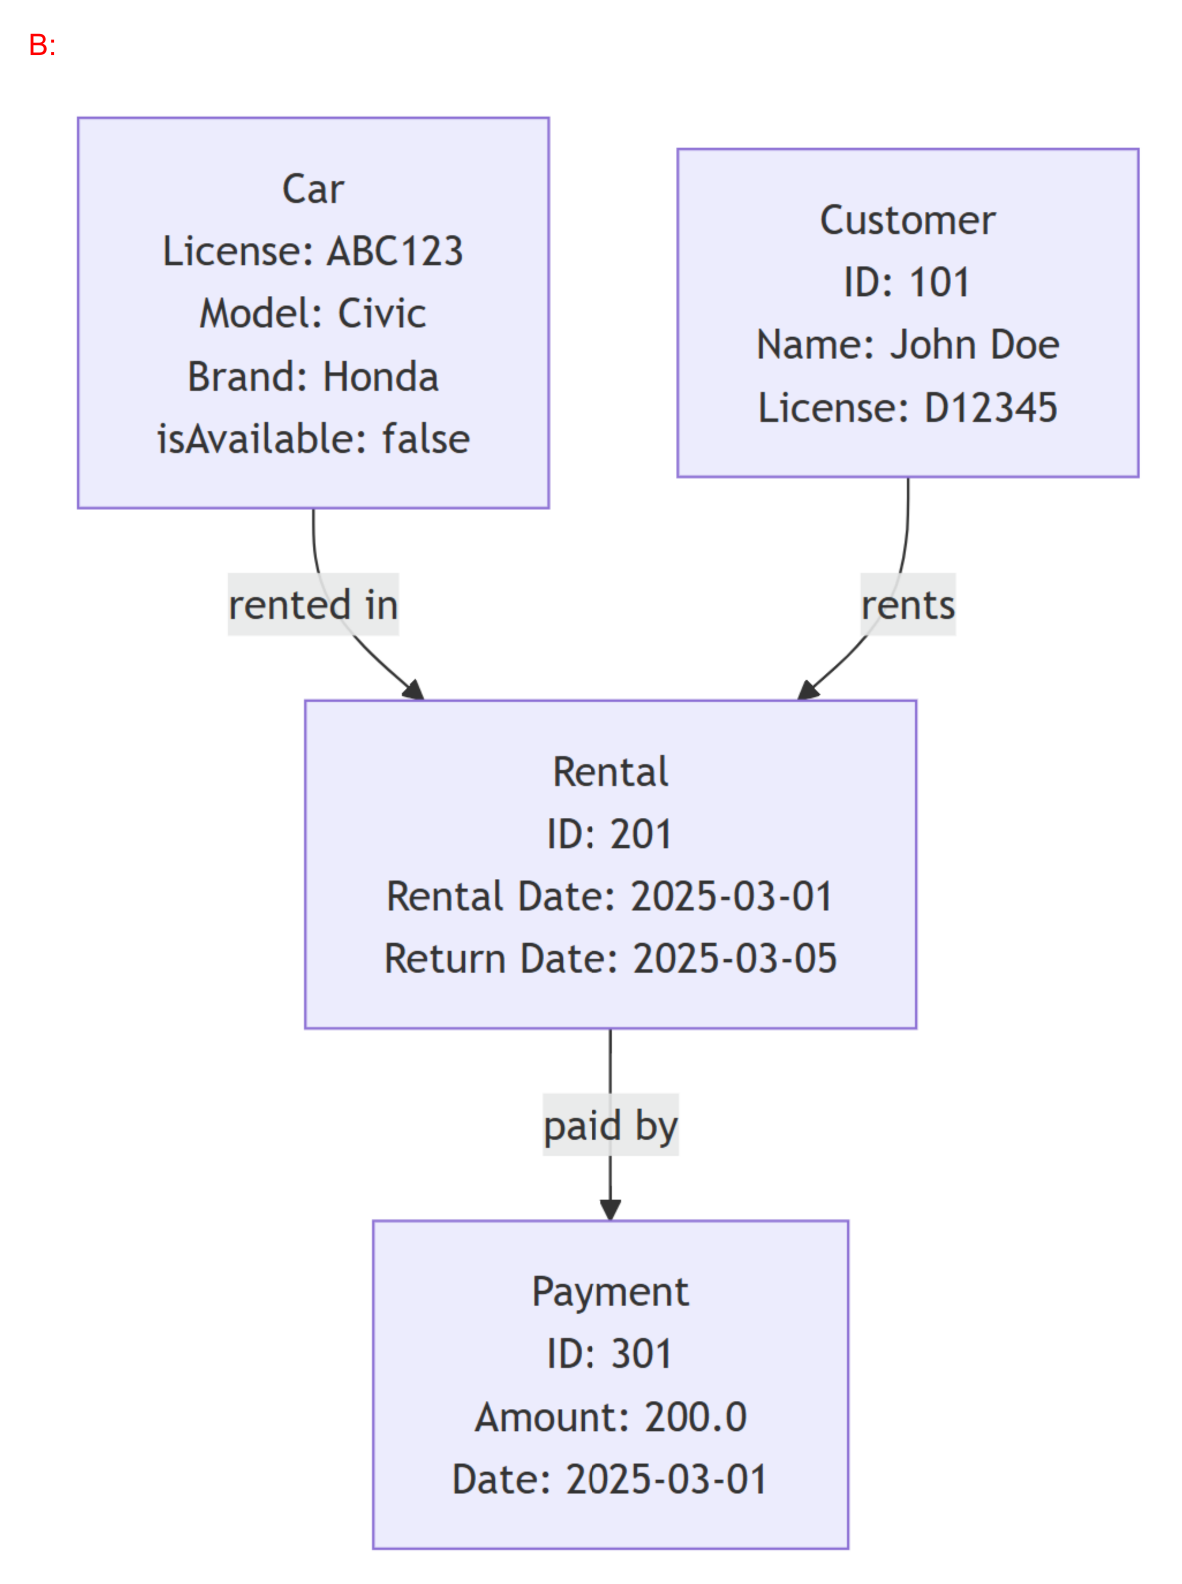 B:
Car
License: ABC123
Model: Civic
Brand: Honda
isAvailable: false
Customer
ID: 101
Name: John Doe
License: D12345
rented in
rents
Rental
ID: 201
Rental Date: 2025-03-01
Return Date: 2025-03-05
paid by
Payment
ID: 301
Amount: 200.0
Date: 2025-03-01